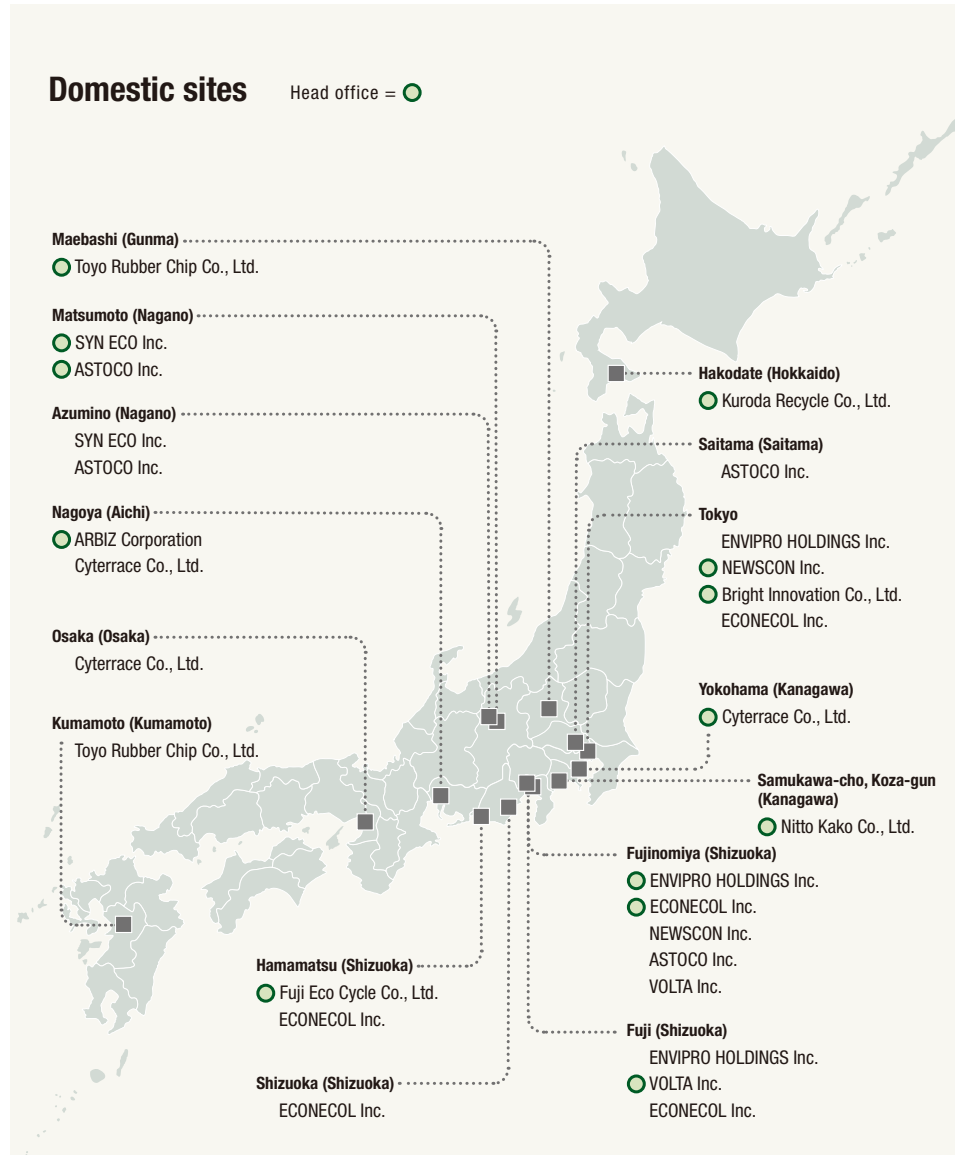 Domestic sites
Head office =
Maebashi (Gunma)
Toyo Rubber Chip Co., Ltd.
Matsumoto (Nagano)
SYN ECO Inc.
ASTOCO Inc.
Azumino (Nagano)
SYN ECO Inc.
ASTOCO Inc.
Nagoya (Aichi)
ARBIZ Corporation
Cyterrace Co., Ltd.
Osaka (Osaka)
Cyterrace Co., Ltd.
Kumamoto (Kumamoto)
Toyo Rubber Chip Co., Ltd.
Hakodate (Hokkaido)
Kuroda Recycle Co., Ltd.
Saitama (Saitama)
ASTOCO Inc.
Tokyo
ENVIPRO HOLDINGS Inc.
NEWSCON Inc.
Bright Innovation Co., Ltd.
ECONECOL Inc.
Yokohama (Kanagawa)
Cyterrace Co., Ltd.
Samukawa-cho, Koza-gun
(Kanagawa)
Nitto Kako Co., Ltd.
Fujinomiya (Shizuoka)
ENVIPRO HOLDINGS Inc.
ECONECOL Inc.
NEWSCON Inc.
ASTOCO Inc.
VOLTA Inc.
Hamamatsu (Shizuoka)
Fuji Eco Cycle Co., Ltd.
ECONECOL Inc.
Fuji (Shizuoka)
ENVIPRO HOLDINGS Inc.
VOLTA Inc.
ECONECOL Inc.
Shizuoka (Shizuoka)
ECONECOL Inc.